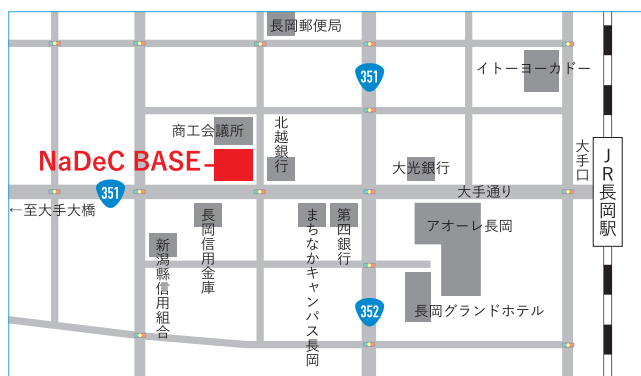 長岡郵便局
351
イトーヨーカドー
商工会議所
北越銀行
NaDeC BASE
大光銀行
大手口
JR長岡駅
351
大手通り
←至大手大橋
長岡信用金庫
まちなかキャンパス長岡
第四銀行
アオーレ長岡
新潟縣信用組合
352
長岡グランドホテル